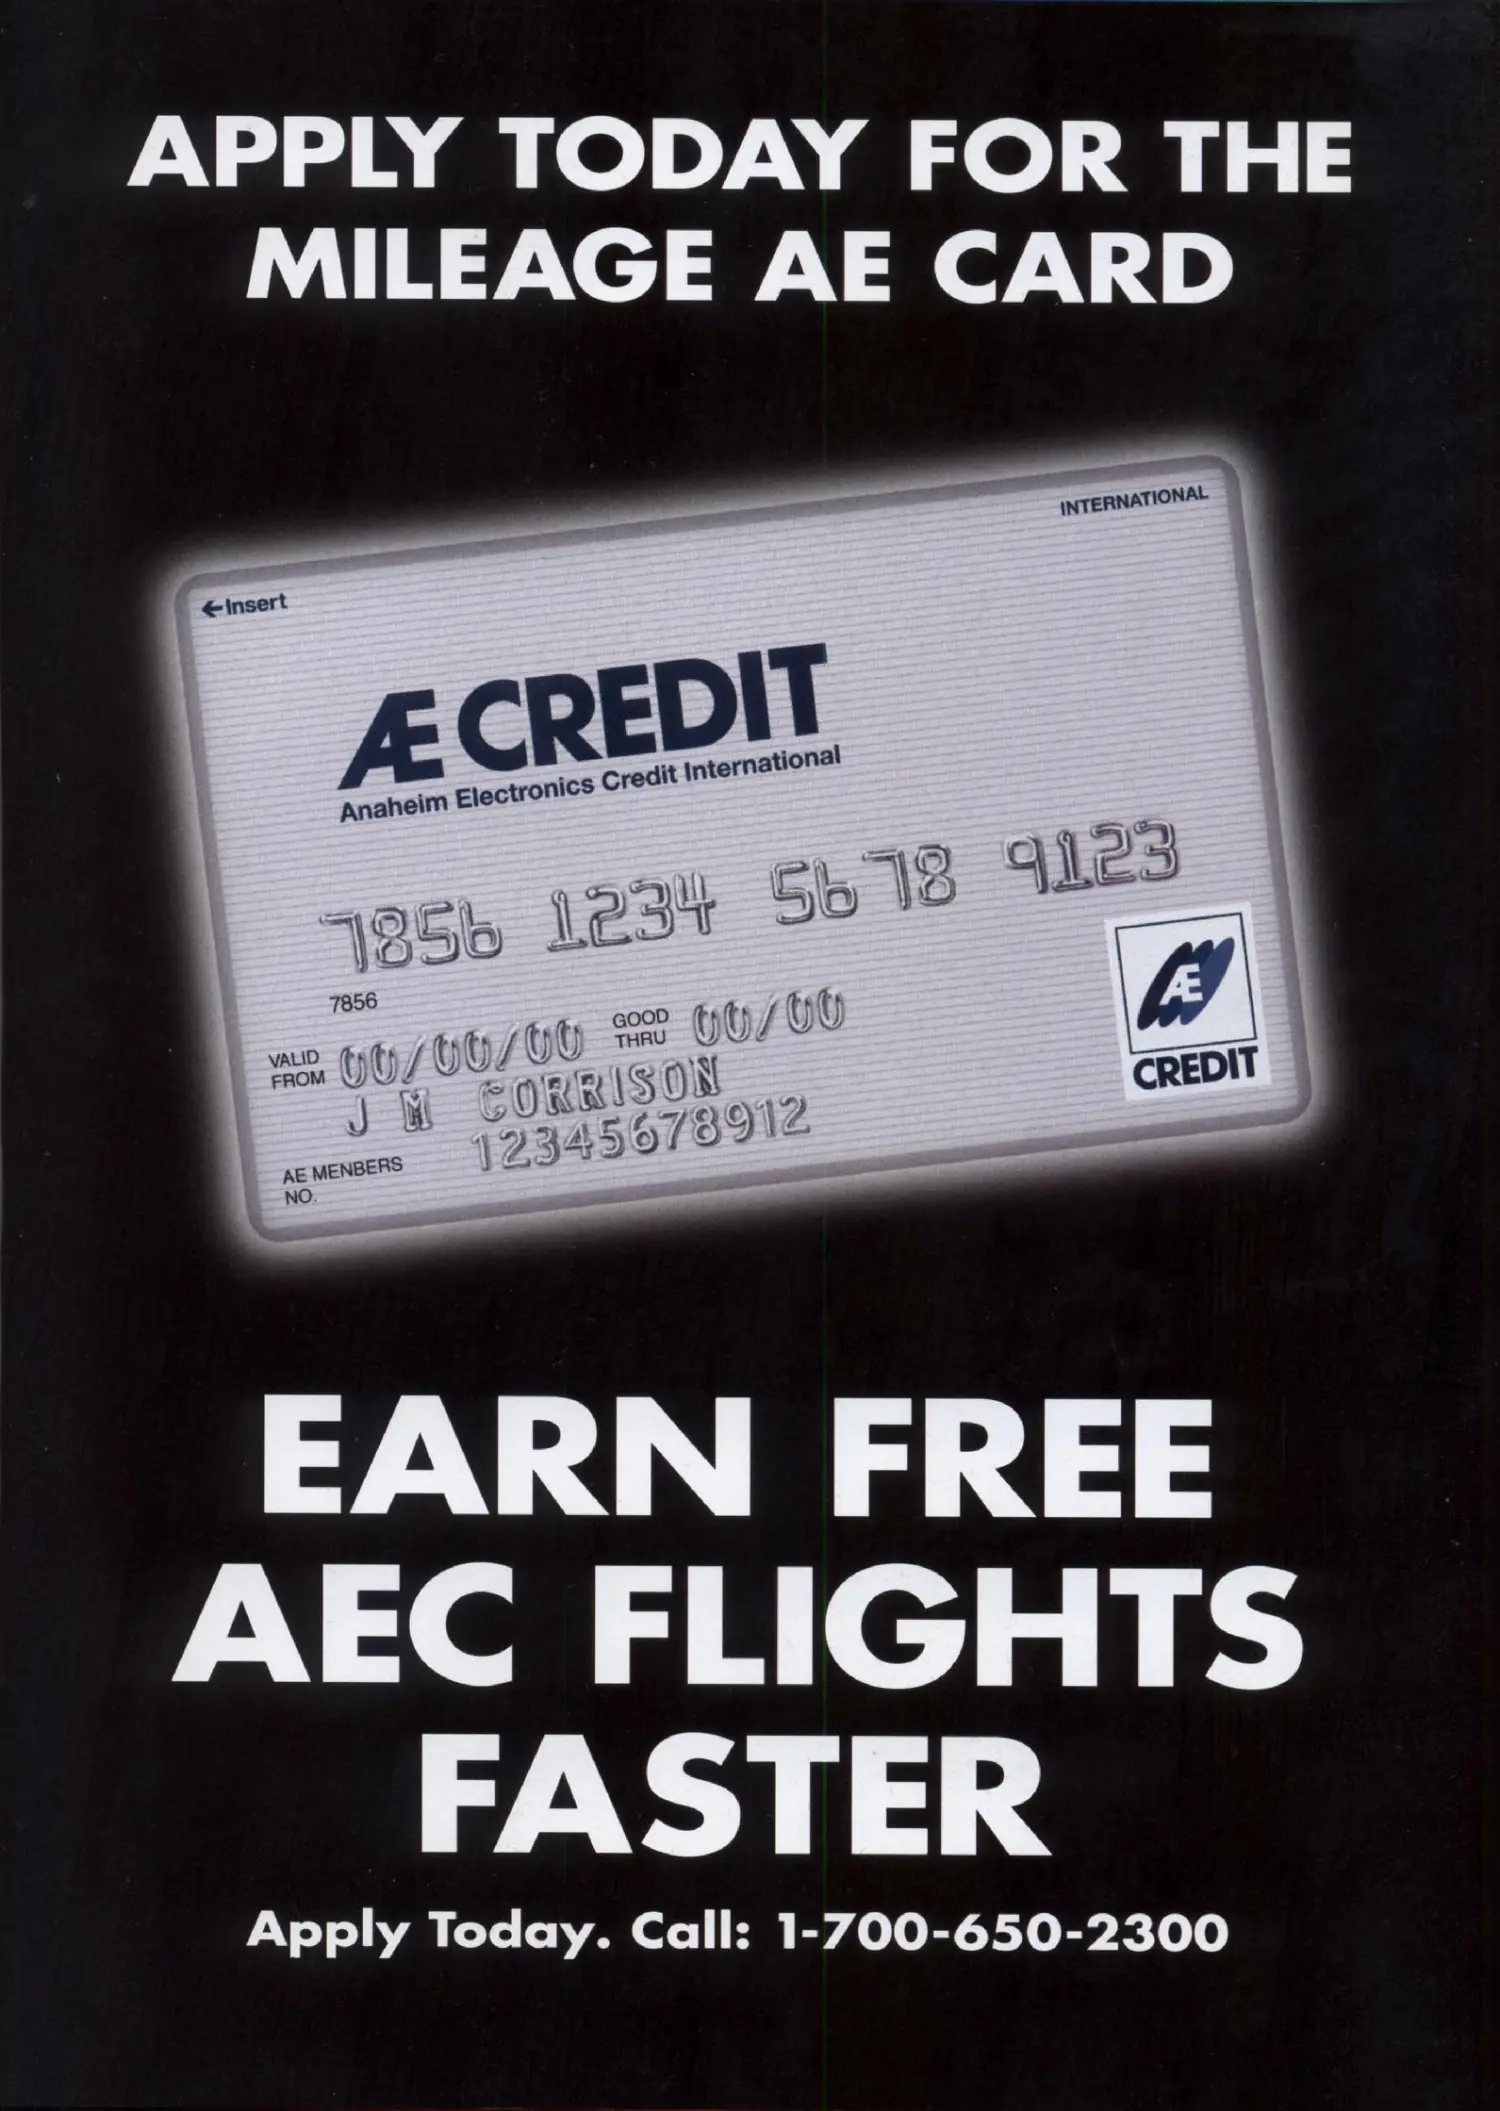 APPLY TODAY FOR THE
MILEAGE AE CARD
INTERNATIONAL
←Insert
ÆCREDIT
Anaheim Electronics Credit International
7856 1234 5678 9123
7856
VALID FROM 00/00/00 GOOD THRU 00/00
J M CORRISON
AE MENBERS NO. 12345678912
Æ
CREDIT
EARN FREE
AEC FLIGHTS
FASTER
Apply Today. Call: 1-700-650-2300